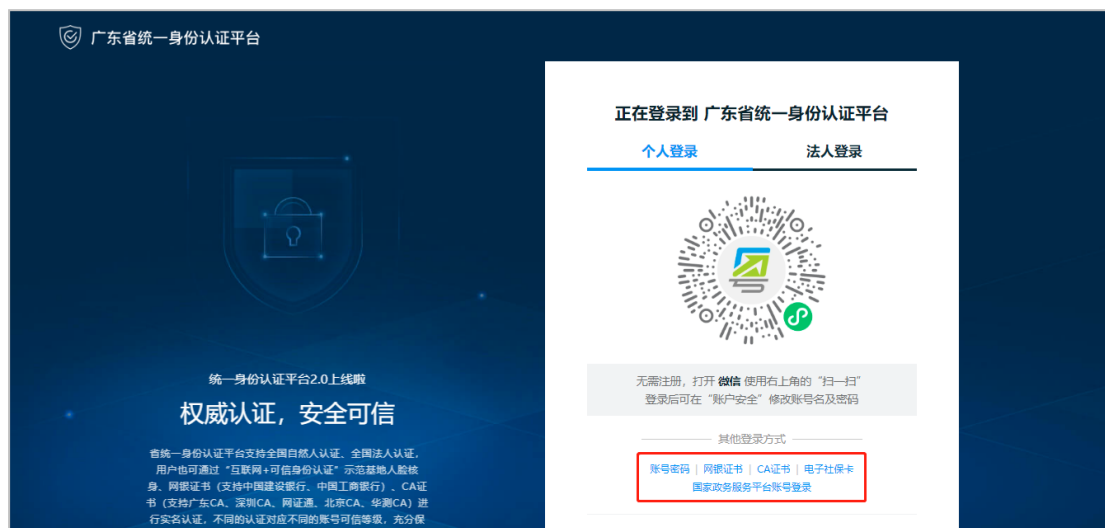 广东省统一身份认证平台
正在登录到 广东省统一身份认证平台
个人登录 法人登录
无需注册，打开 微信 使用右上角的“扫一扫”
登录后可在“账户安全”修改账号名及密码
其他登录方式
账号密码 | 网银证书 | CA证书 | 电子社保卡
国家政务服务平台账号登录
统一身份认证平台2.0上线啦
权威认证，安全可信
省统一身份认证平台支持全国自然人认证、全国法人认证，
用户也可通过“互联网+可信身份认证”示范基地人脸核
身、网银证书（支持中国建设银行、中国工商银行）、CA证
书（支持广东CA、深圳CA、网证通、北京CA、华测CA）进
行实名认证，不同的认证对应不同的账号可信等级，充分保